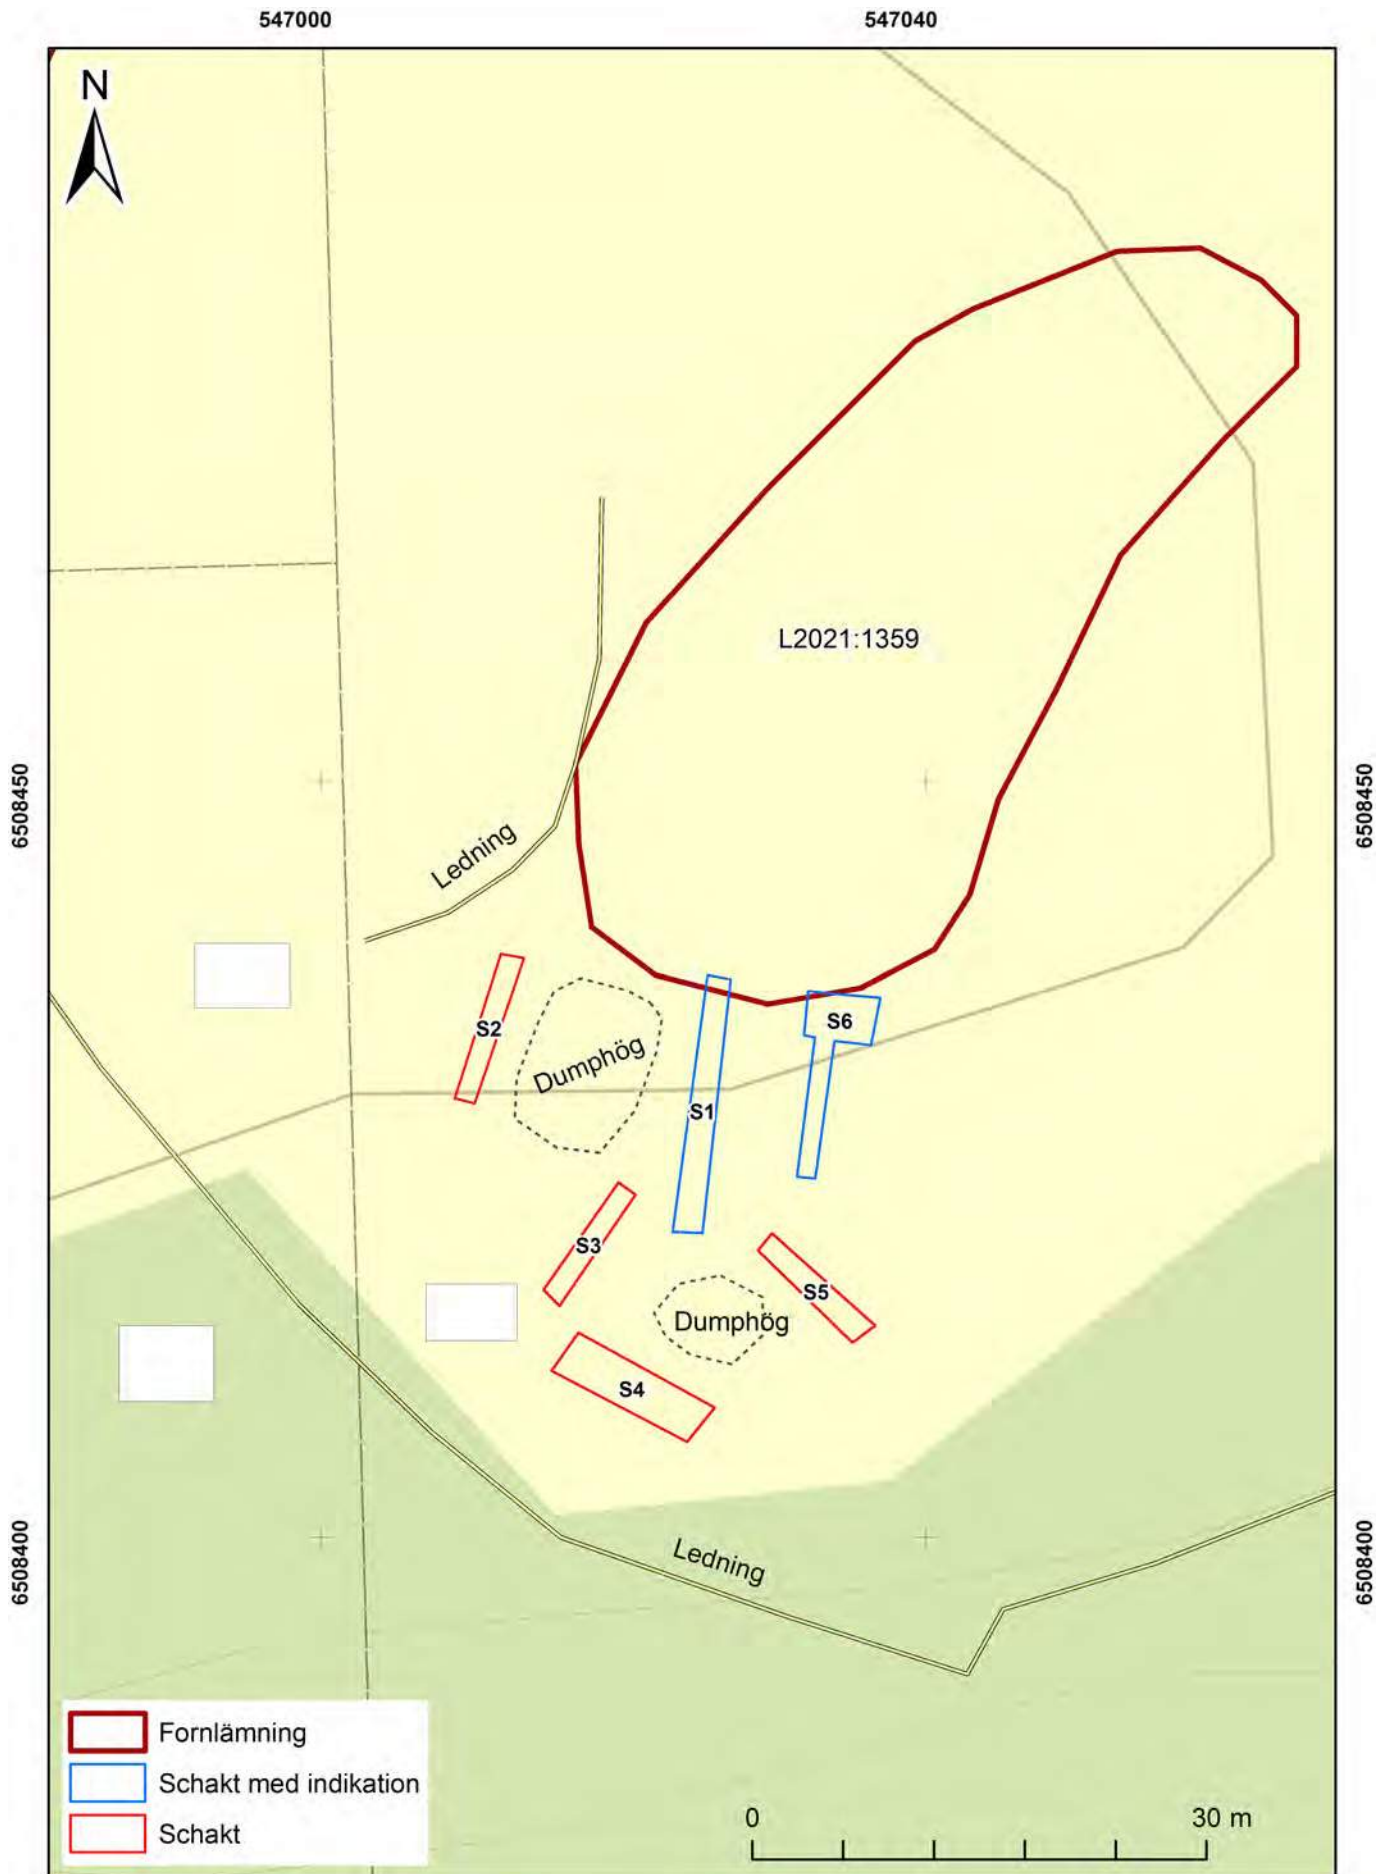 547000 547040
N
L2021:1359
6508450
6508450
Ledning
S2
S6
Dumphög
S1
S3
S5
Dumphög
S4
6508400
6508400
Ledning
Fornlämning
Schakt med indikation
Schakt
0 30 m